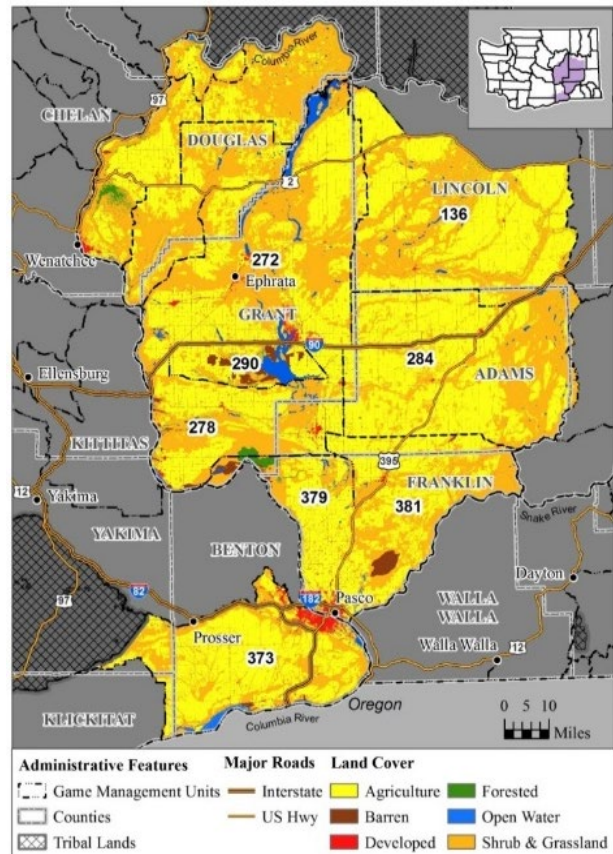 Columbia River
97
CHELAN
DOUGLAS
2
LINCOLN
136
Wenatchee
272
Ephrata
GRANT
90
290
284
Ellensburg
ADAMS
278
KITTITAS
395
12
Yakima
379
381
FRANKLIN
YAKIMA
BENTON
Snake River
Dayton
82
182
Pasco
WALLA
WALLA
97
Prosser
Walla Walla
12
373
Oregon
KLICKITAT
Columbia River
0 5 10
Miles
Administrative Features
Game Management Units
Counties
Tribal Lands
Major Roads
Interstate
US Hwy
Land Cover
Agriculture
Barren
Developed
Forested
Open Water
Shrub & Grassland